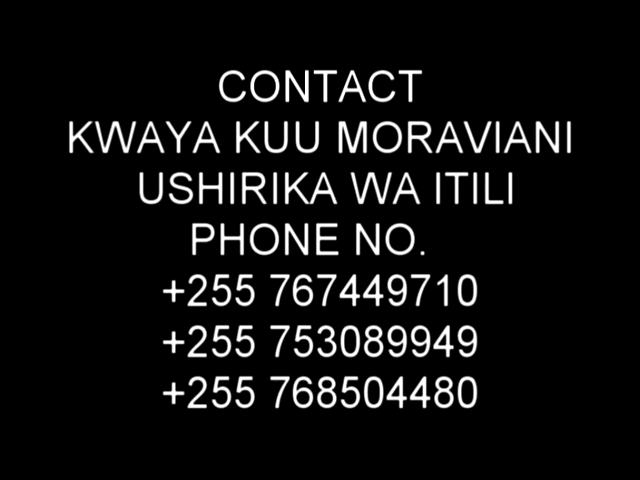 CONTACT
KWAYA KUU MORAVIANI
USHIRIKA WA ITILI
PHONE NO.
+255 767449710
+255 753089949
+255 768504480